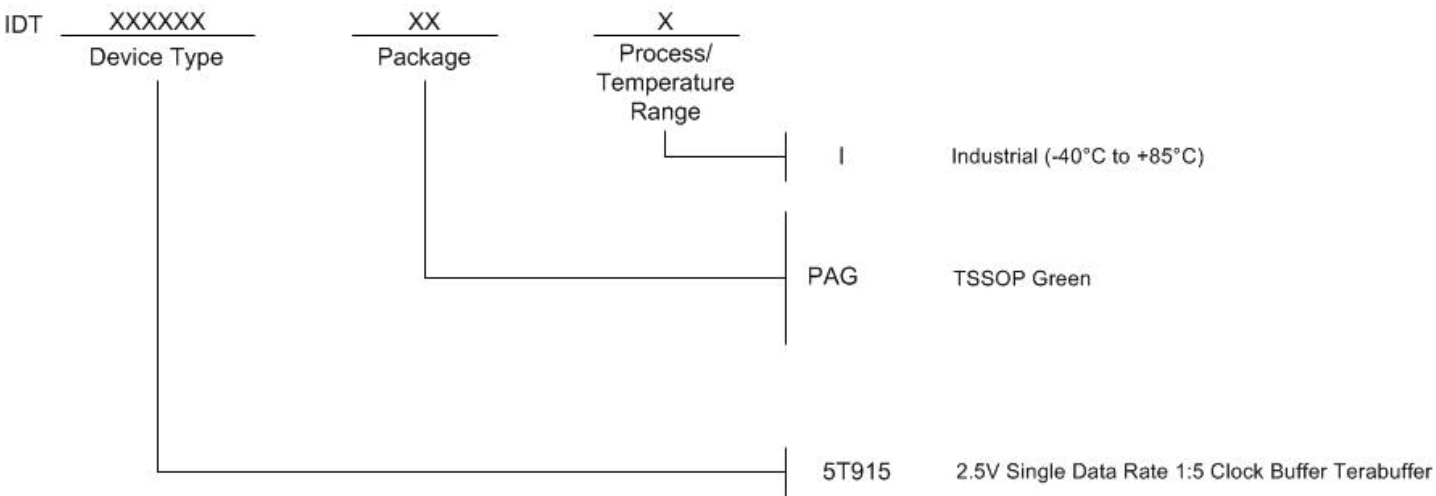 IDT XXXXXX XX X
Device Type Package Process/
Temperature
Range
I Industrial (-40°C to +85°C)
PAG TSSOP Green
5T915 2.5V Single Data Rate 1:5 Clock Buffer Terabuffer